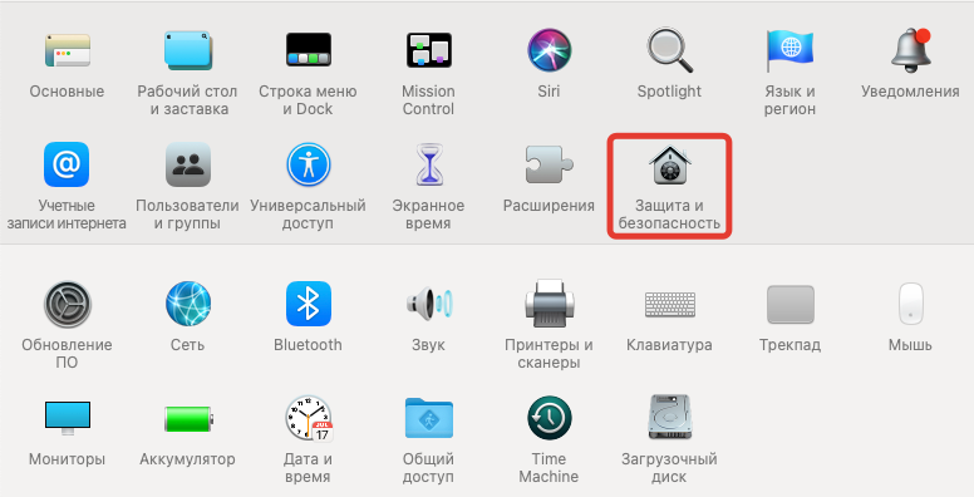 Основные
Рабочий стол
и заставка
Строка меню
и Dock
Mission
Control
Siri
Spotlight
Язык и
регион
Уведомления
@
Учетные
записи интернета
Пользователи
и группы
Универсальный
доступ
Экранное
время
Расширения
Защита и
безопасность
Обновление
ПО
Сеть
Bluetooth
Звук
Принтеры и
сканеры
Клавиатура
Трекпад
Мышь
Мониторы
Аккумулятор
JUL
17
Дата и
время
Общий
доступ
Time
Machine
Загрузочный
диск